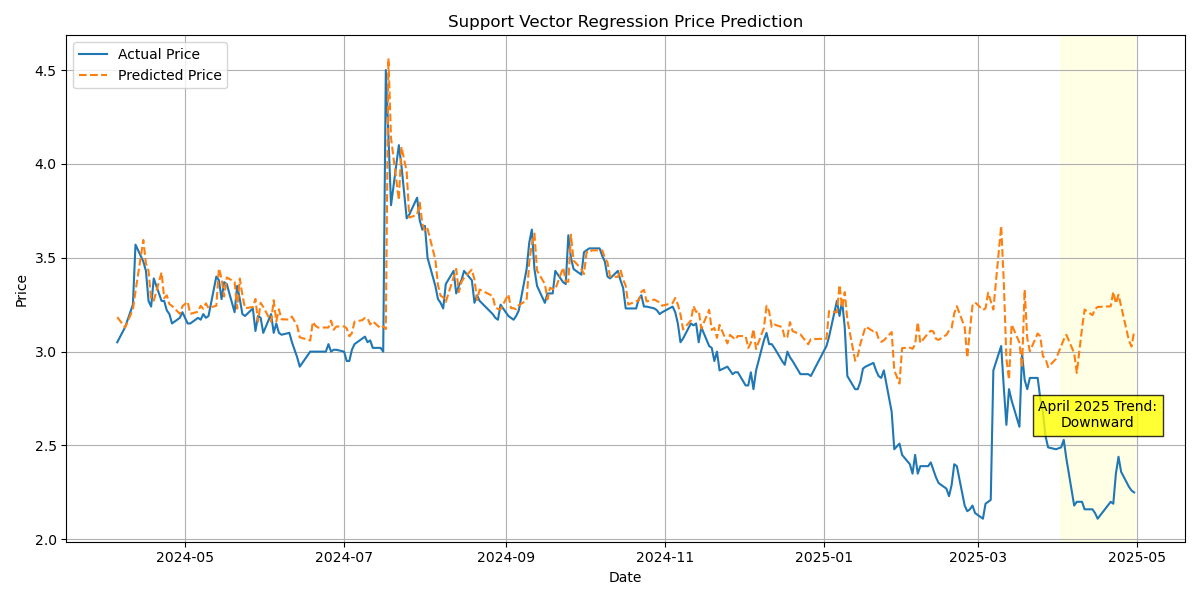 Support Vector Regression Price Prediction
Actual Price
Predicted Price
April 2025 Trend:
Downward
Price
4.5
4.0
3.5
3.0
2.5
2.0
2024-05
2024-07
2024-09
2024-11
2025-01
2025-03
2025-05
Date